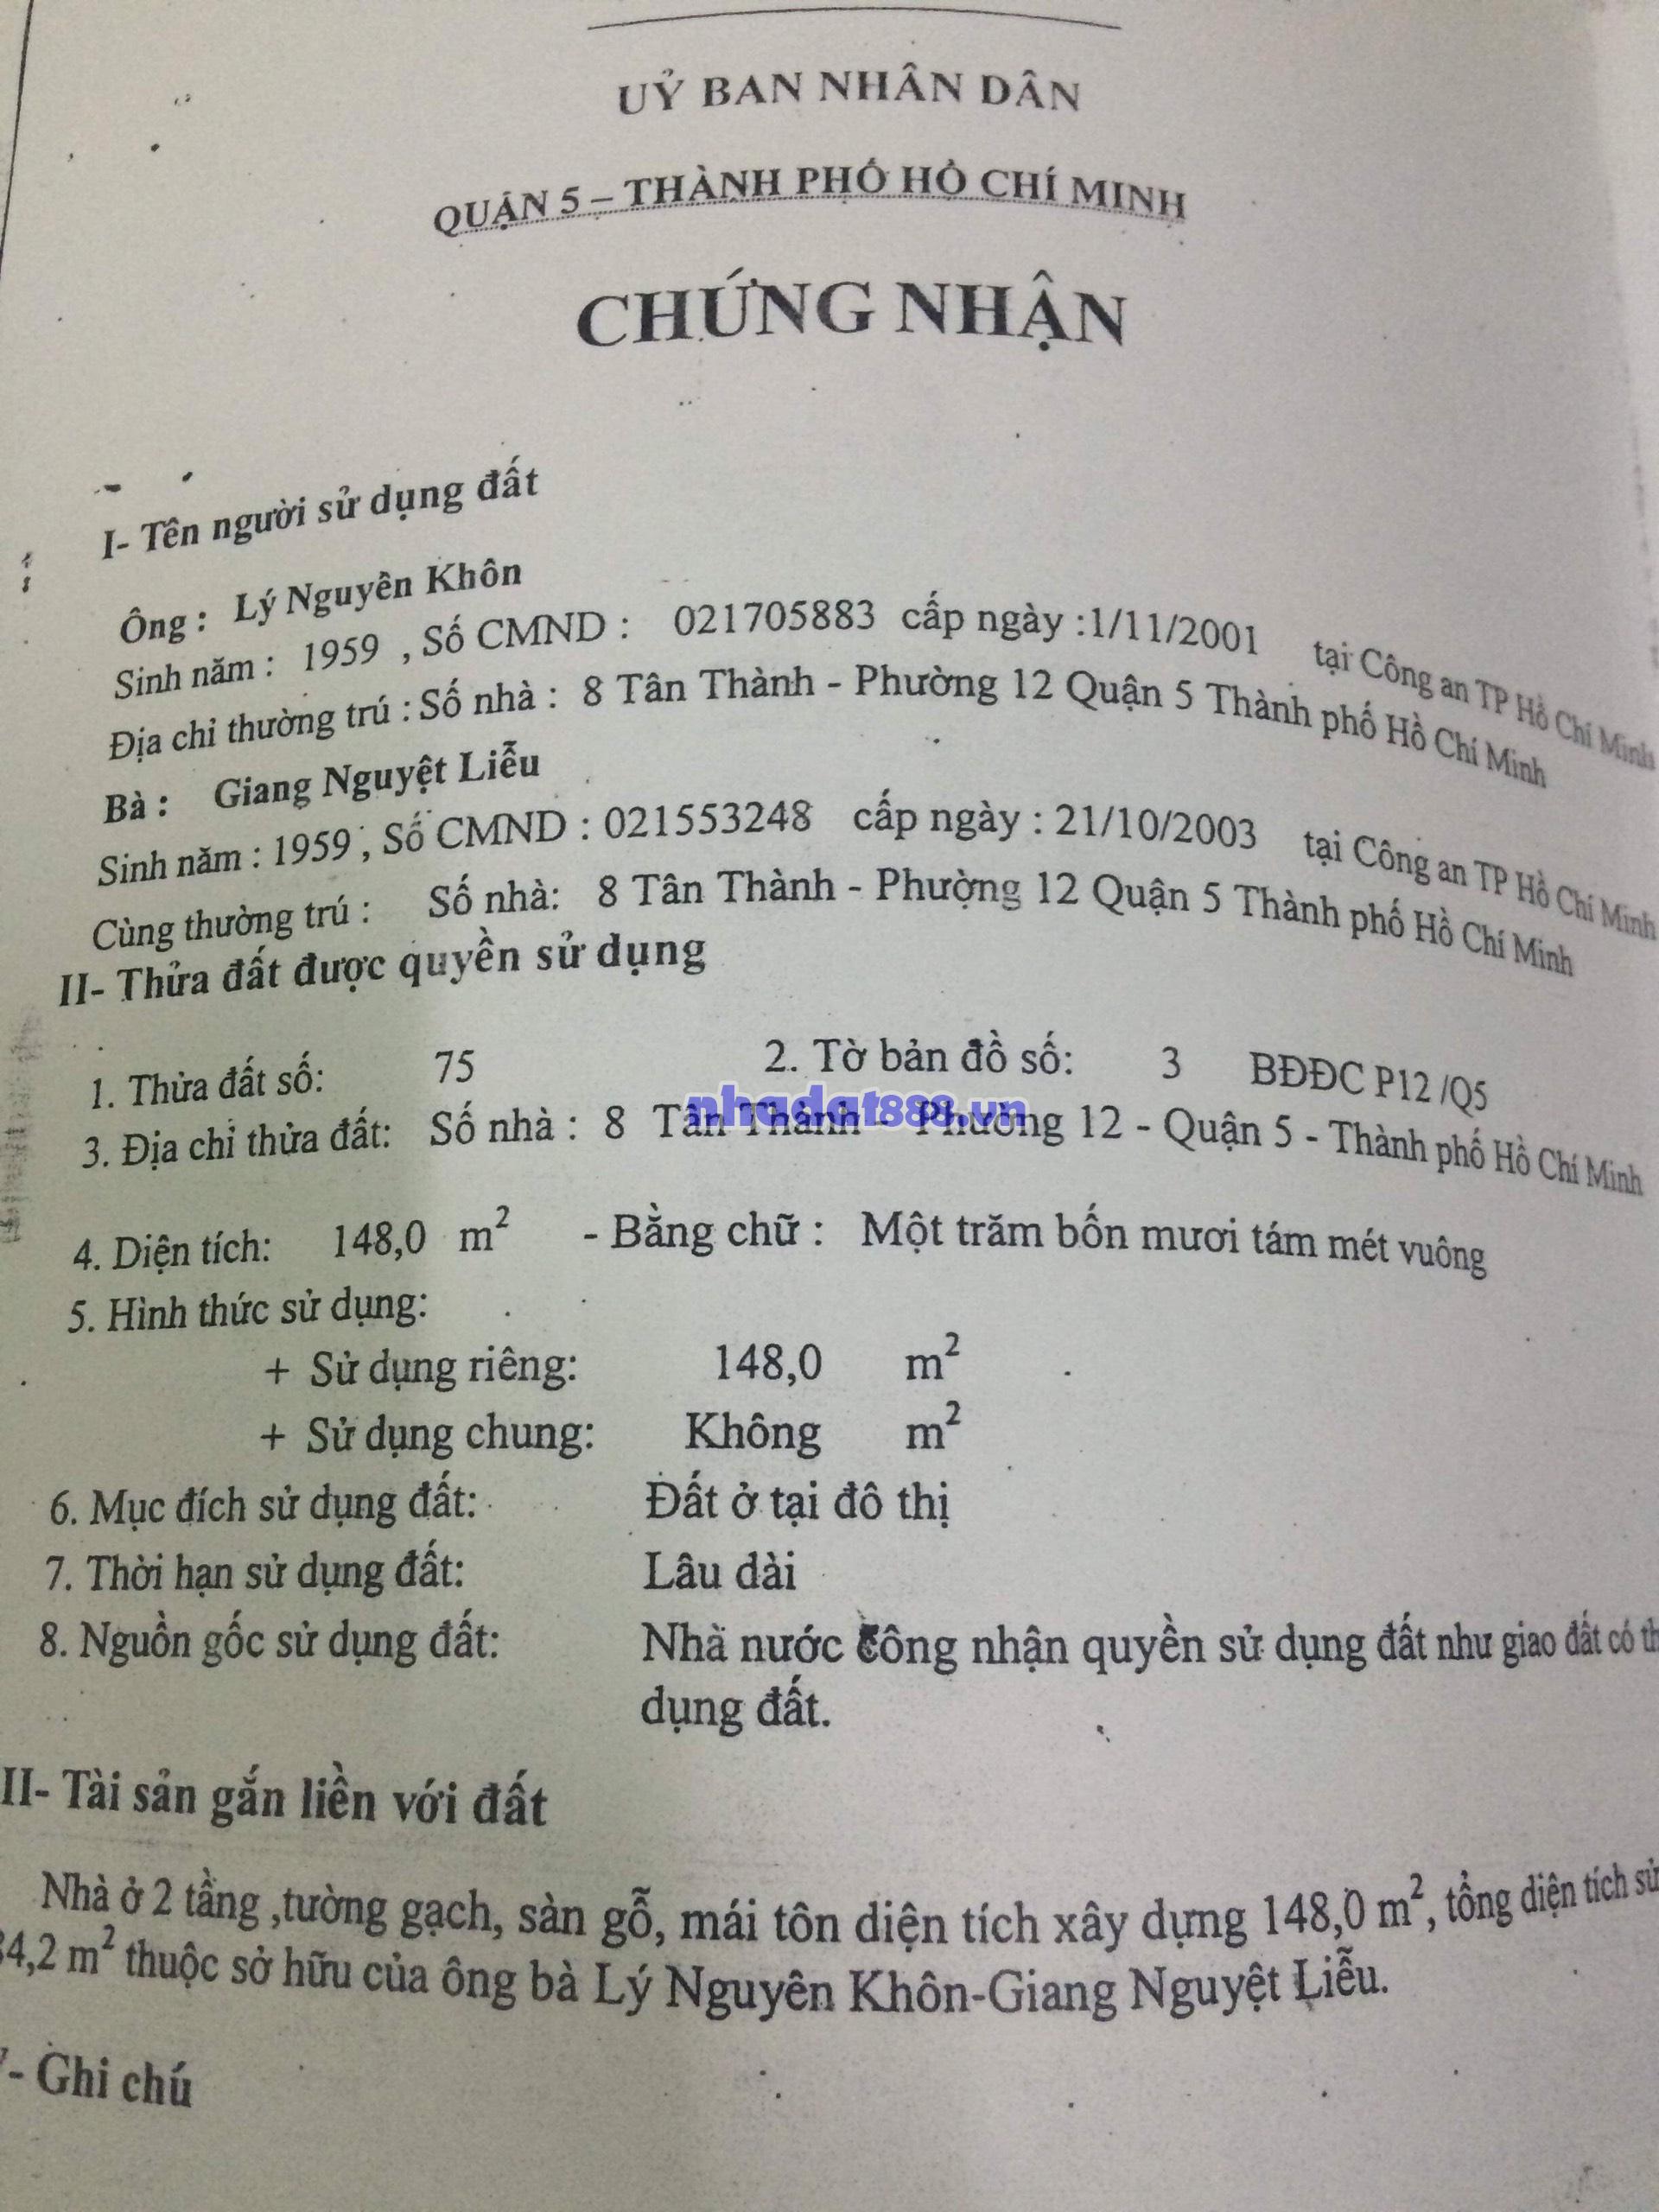 UỶ BAN NHÂN DÂN
QUẬN 5 – THÀNH PHỐ HỒ CHÍ MINH
CHỨNG NHẬN
I- Tên người sử dụng đất
Ông : Lý Nguyên Khôn
Sinh năm : 1959 , Số CMND : 021705883 cấp ngày :1/11/2001 tại Công an TP Hồ Chí Minh
Địa chỉ thường trú : Số nhà : 8 Tân Thành - Phường 12 Quận 5 Thành phố Hồ Chí Minh
Bà : Giang Nguyệt Liễu
Sinh năm : 1959 , Số CMND : 021553248 cấp ngày : 21/10/2003 tại Công an TP Hồ Chí Minh
Cùng thường trú : Số nhà: 8 Tân Thành - Phường 12 Quận 5 Thành phố Hồ Chí Minh
II- Thửa đất được quyền sử dụng
1. Thửa đất số: 75 2. Tờ bản đồ số: 3 BĐĐC P12 /Q5
nhadat888.vn
3. Địa chỉ thửa đất: Số nhà : 8 Tân Thành - Phường 12 - Quận 5 - Thành phố Hồ Chí Minh
4. Diện tích: 148,0 m² - Bằng chữ : Một trăm bốn mươi tám mét vuông
5. Hình thức sử dụng:
+ Sử dụng riêng: 148,0 m²
+ Sử dụng chung: Không m²
6. Mục đích sử dụng đất: Đất ở tại đô thị
7. Thời hạn sử dụng đất: Lâu dài
8. Nguồn gốc sử dụng đất: Nhà nước công nhận quyền sử dụng đất như giao đất có th
dụng đất.
II- Tài sản gắn liền với đất
Nhà ở 2 tầng ,tường gạch, sàn gỗ, mái tôn diện tích xây dựng 148,0 m², tổng diện tích sử
4,2 m² thuộc sở hữu của ông bà Lý Nguyên Khôn-Giang Nguyệt Liễu.
- Ghi chú